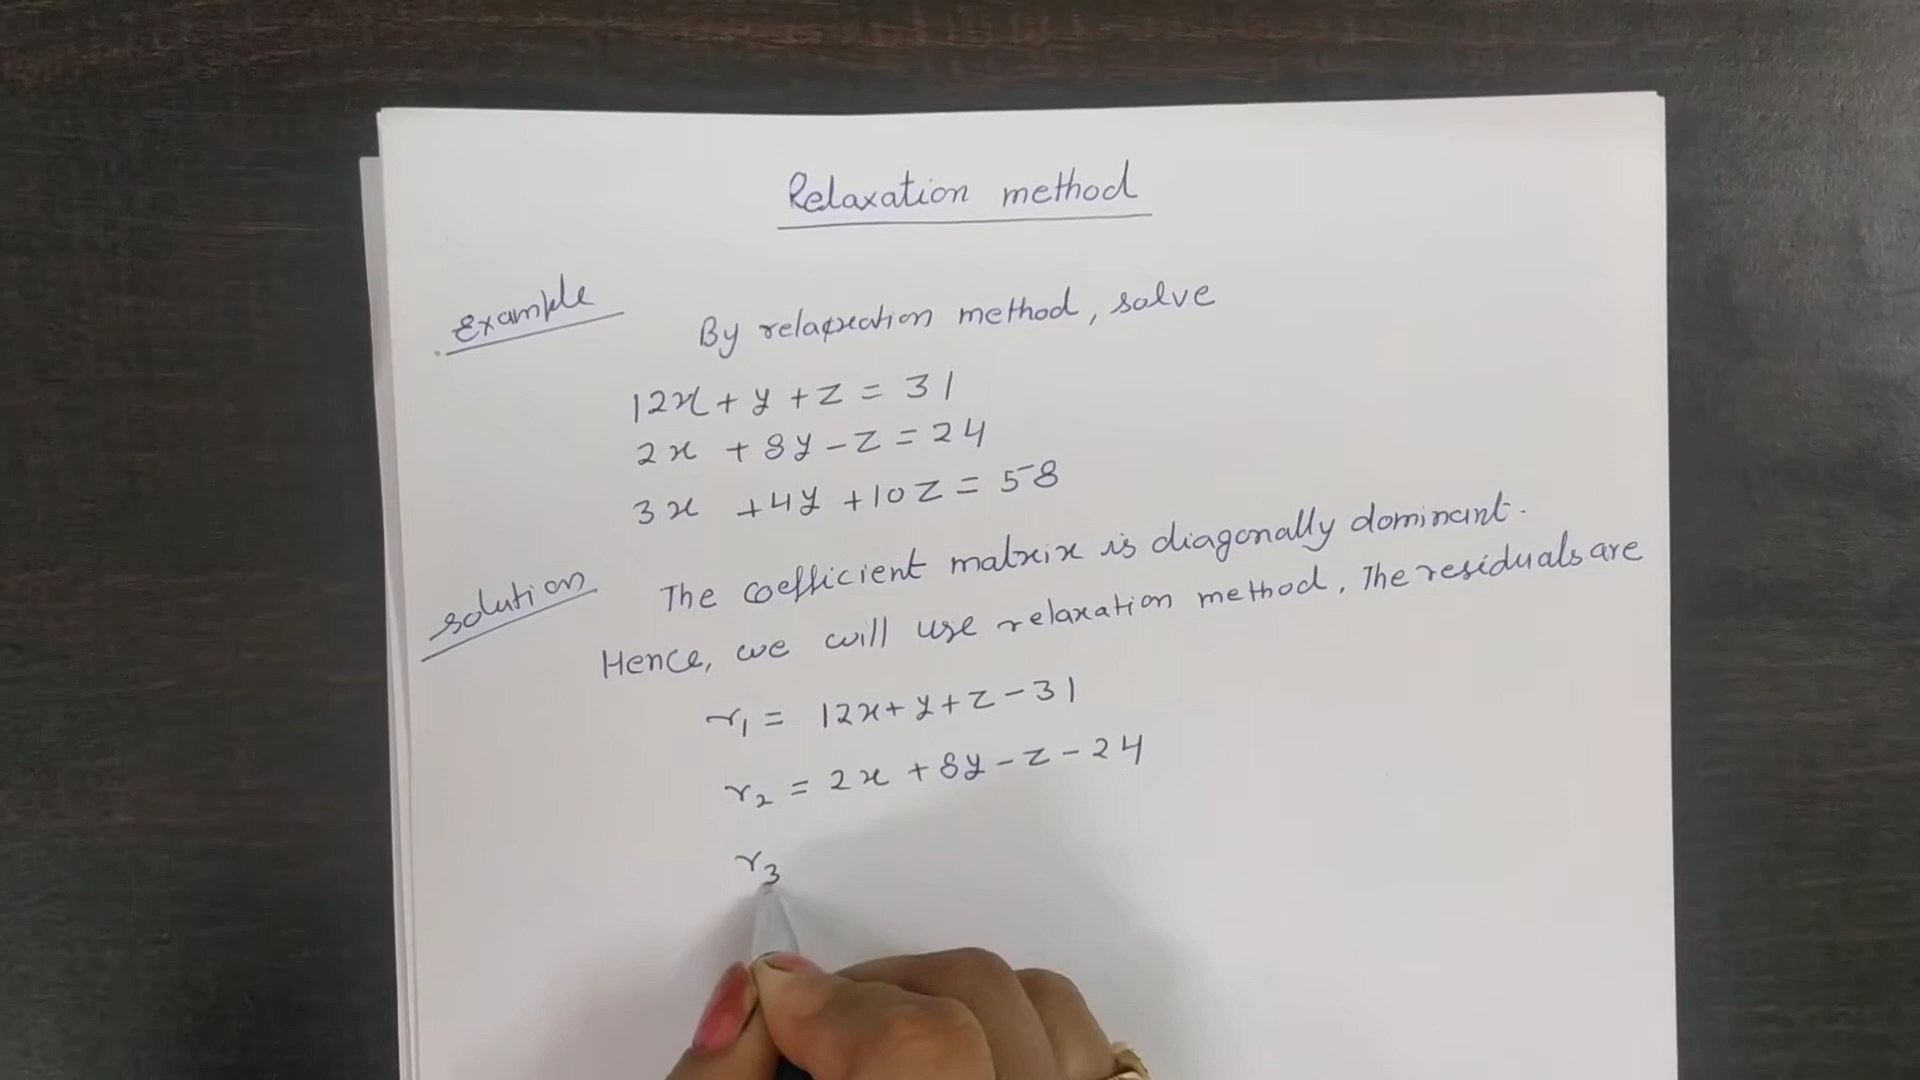 Relaxation method
Example By relaxation method, solve
12x + y + z = 31
2x + 8y - z = 24
3x + 4y + 10z = 58
solution The coefficient matrix is diagonally dominant.
Hence, we will use relaxation method. The residuals are
r₁ = 12x + y + z - 31
r₂ = 2x + 8y - z - 24
r₃